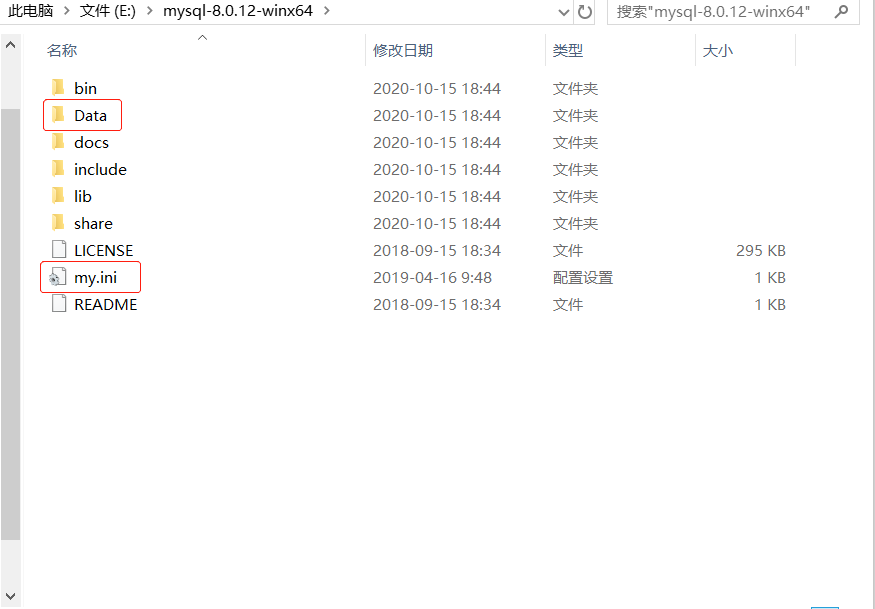 此电脑 > 文件 (E:) > mysql-8.0.12-winx64 >
搜索"mysql-8.0.12-winx64"
名称 修改日期 类型 大小
bin 2020-10-15 18:44 文件夹
Data 2020-10-15 18:44 文件夹
docs 2020-10-15 18:44 文件夹
include 2020-10-15 18:44 文件夹
lib 2020-10-15 18:44 文件夹
share 2020-10-15 18:44 文件夹
LICENSE 2018-09-15 18:34 文件 295 KB
my.ini 2019-04-16 9:48 配置设置 1 KB
README 2018-09-15 18:34 文件 1 KB